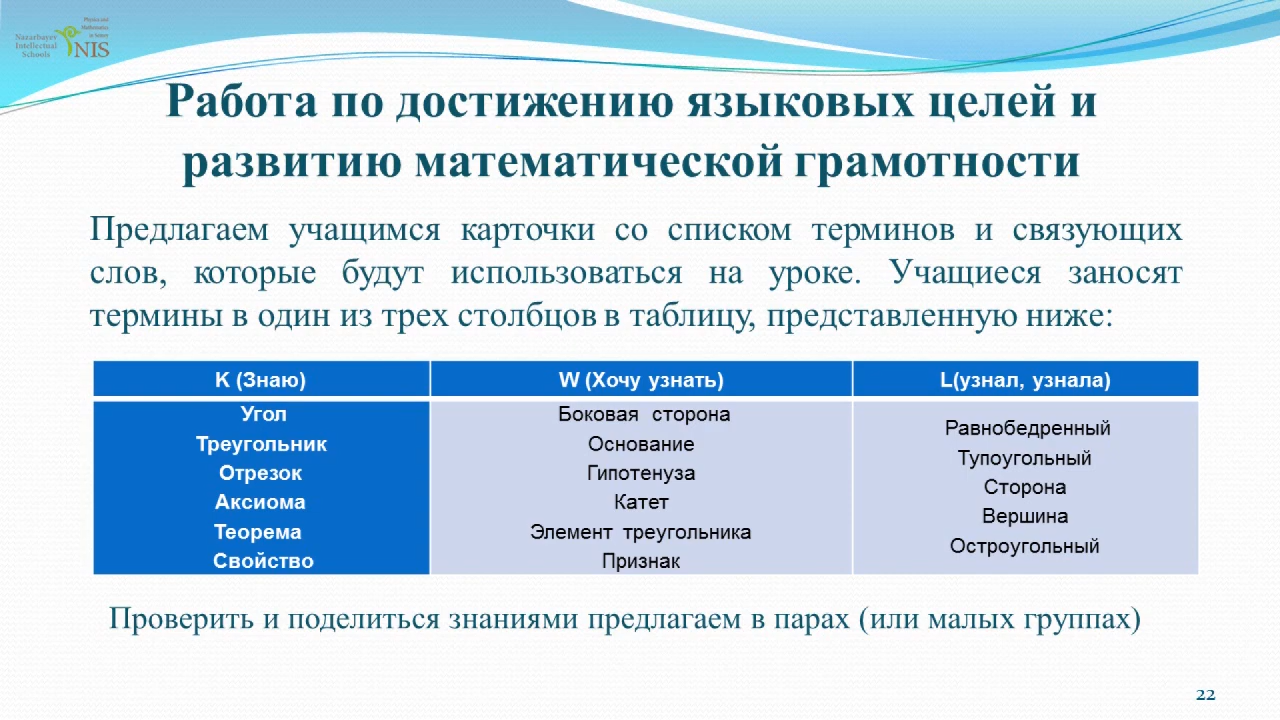 Nazarbayev
Intellectual
Schools
Physics and
Mathematics
NIS
Работа по достижению языковых целей и
развитию математической грамотности
Предлагаем учащимся карточки со списком терминов и связующих
слов, которые будут использоваться на уроке. Учащиеся заносят
термины в один из трех столбцов в таблицу, представленную ниже:
K (Знаю) W (Хочу узнать) L(узнал, узнала)
Угол
Треугольник
Отрезок
Аксиома
Теорема
Свойство
Боковая сторона
Основание
Гипотенуза
Катет
Элемент треугольника
Признак
Равнобедренный
Тупоугольный
Сторона
Вершина
Остроугольный
Проверить и поделиться знаниями предлагаем в парах (или малых группах)
22